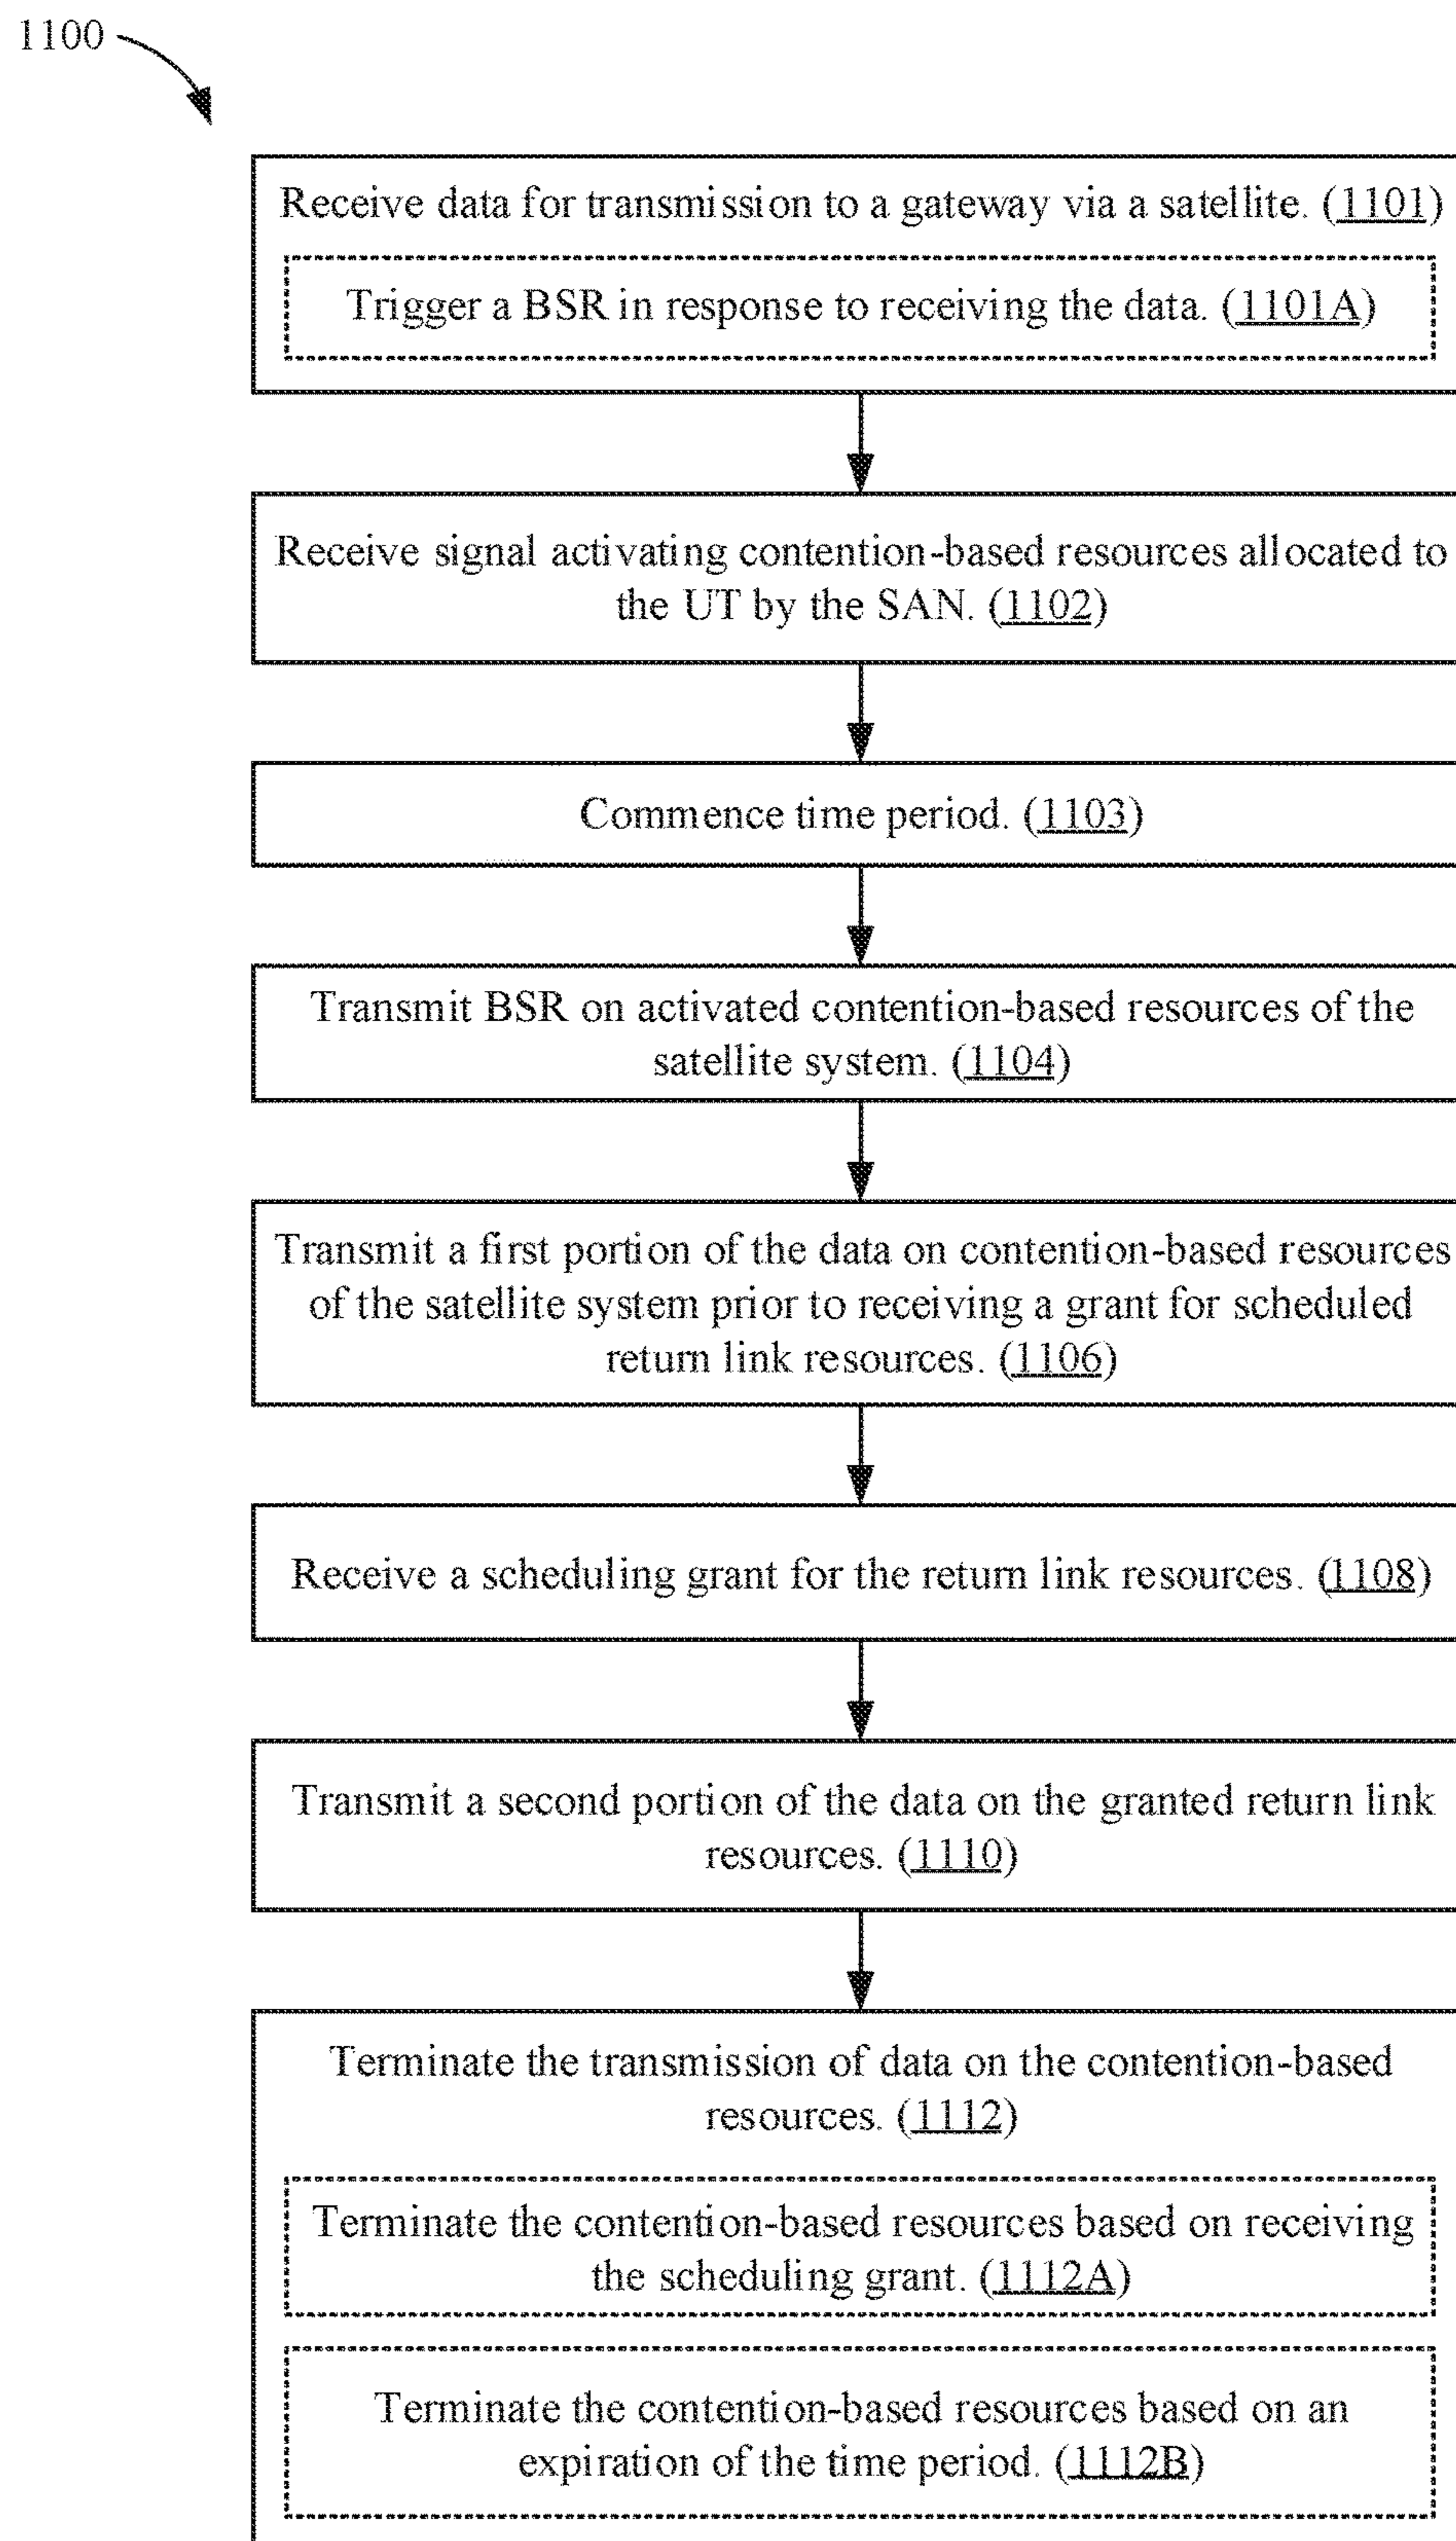 1100
Receive data for transmission to a gateway via a satellite. (1101)
Trigger a BSR in response to receiving the data. (1101A)
Receive signal activating contention-based resources allocated to
the UT by the SAN. (1102)
Commence time period. (1103)
Transmit BSR on activated contention-based resources of the
satellite system. (1104)
Transmit a first portion of the data on contention-based resources
of the satellite system prior to receiving a grant for scheduled
return link resources. (1106)
Receive a scheduling grant for the return link resources. (1108)
Transmit a second portion of the data on the granted return link
resources. (1110)
Terminate the transmission of data on the contention-based
resources. (1112)
Terminate the contention-based resources based on receiving
the scheduling grant. (1112A)
Terminate the contention-based resources based on an
expiration of the time period. (1112B)